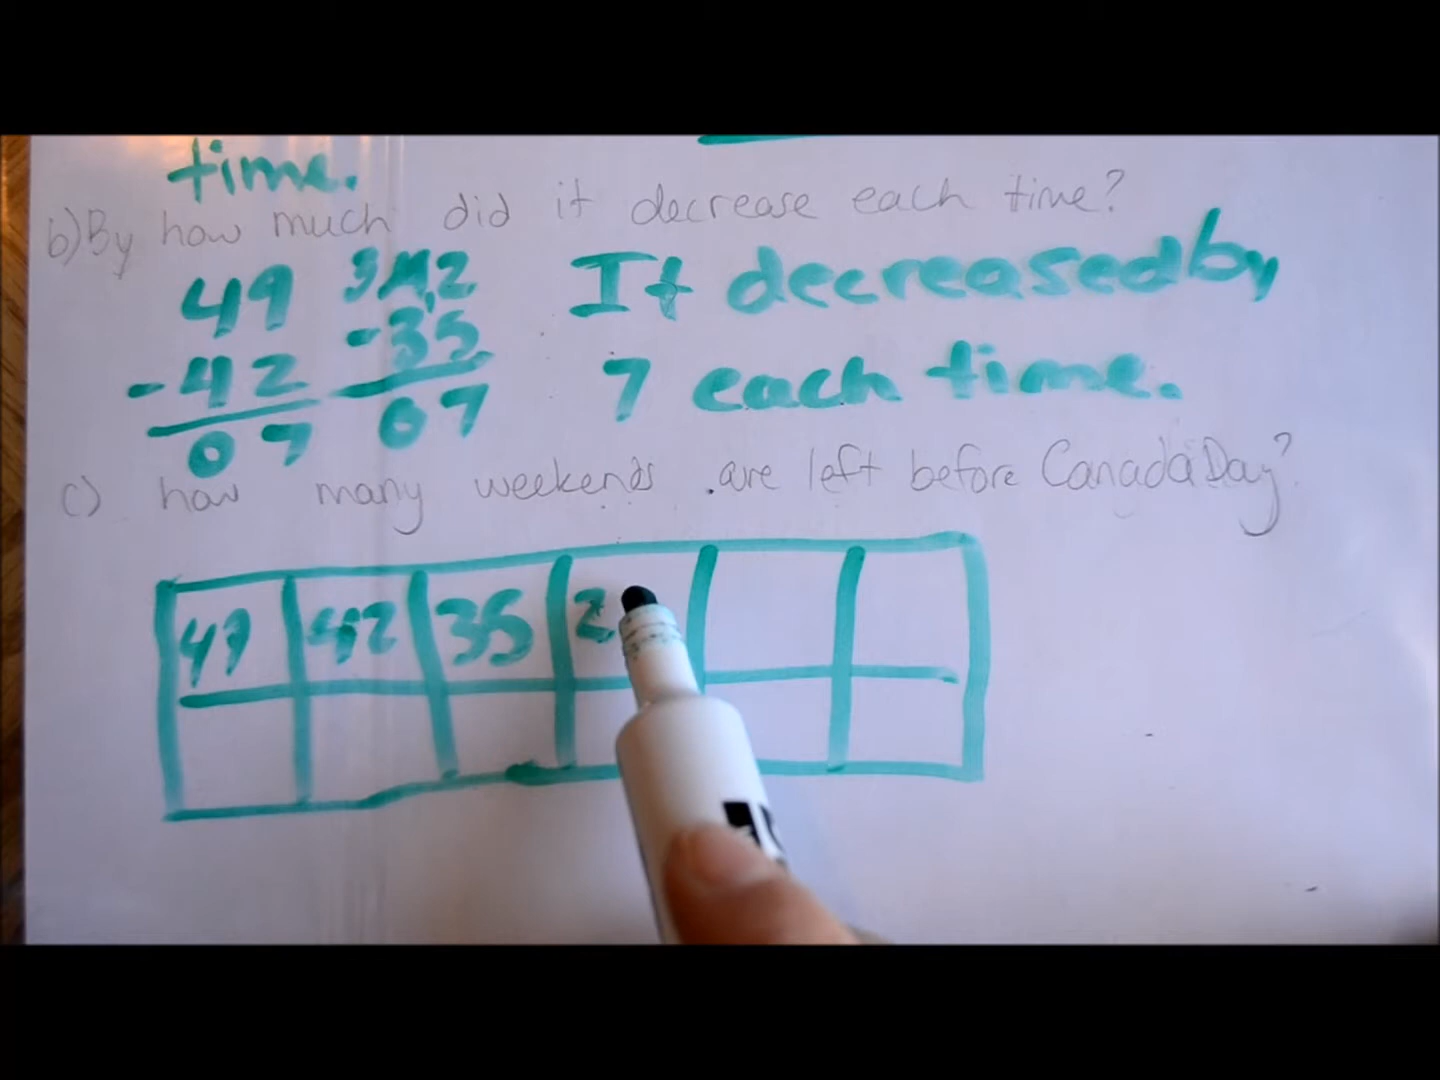 time.
b) By how much did it decrease each time?
49 3 4 12 It decreased by
- 42 - 35 7 each time.
07 07
c) how many weekends are left before Canada Day?
49 42 35 2